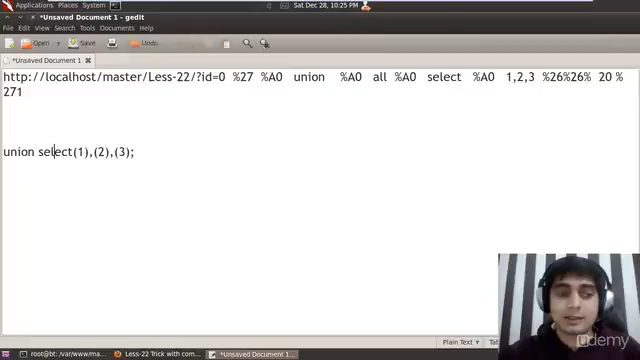 Applications Places System
Sat Dec 28, 10:25 PM
*Unsaved Document 1 - gedit
File Edit View Search Tools Documents Help
Open Save Undo
*Unsaved Document 1
http://localhost/master/Less-22/?id=0 %27 %A0 union %A0 all %A0 select %A0 1,2,3 %26%26% 20 %
271
union select(1),(2),(3);
Plain Text
root@bt: /var/www/ma... Less-22 Trick with com... *Unsaved Document 1...
udemy